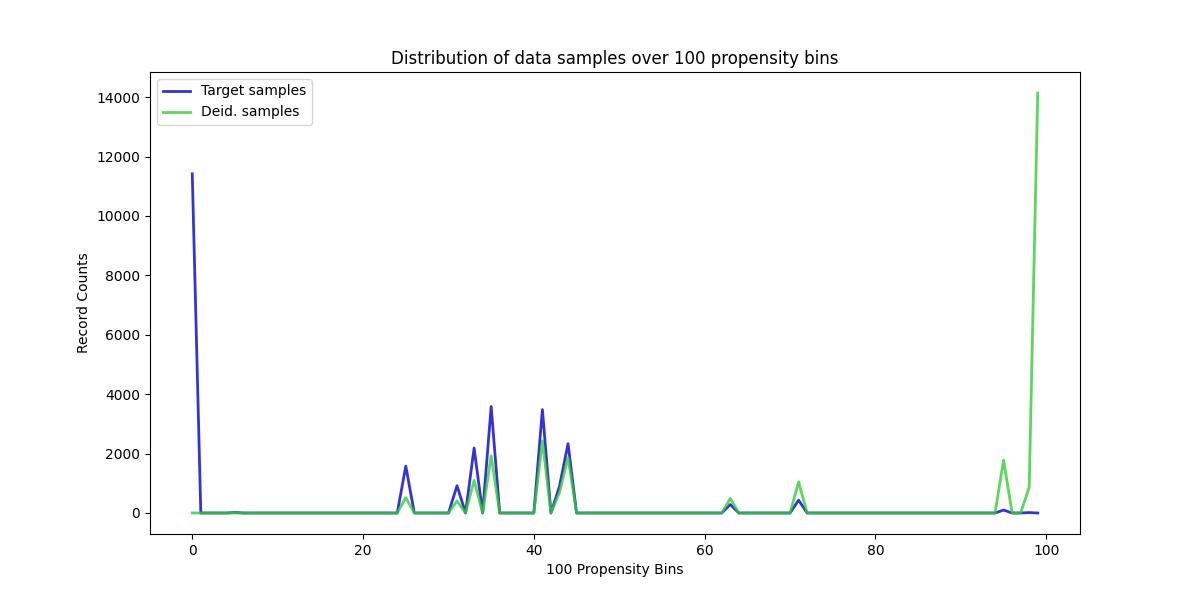 Distribution of data samples over 100 propensity bins
Target samples
Deid. samples
Record Counts
14000
12000
10000
8000
6000
4000
2000
0
0 20 40 60 80 100
100 Propensity Bins